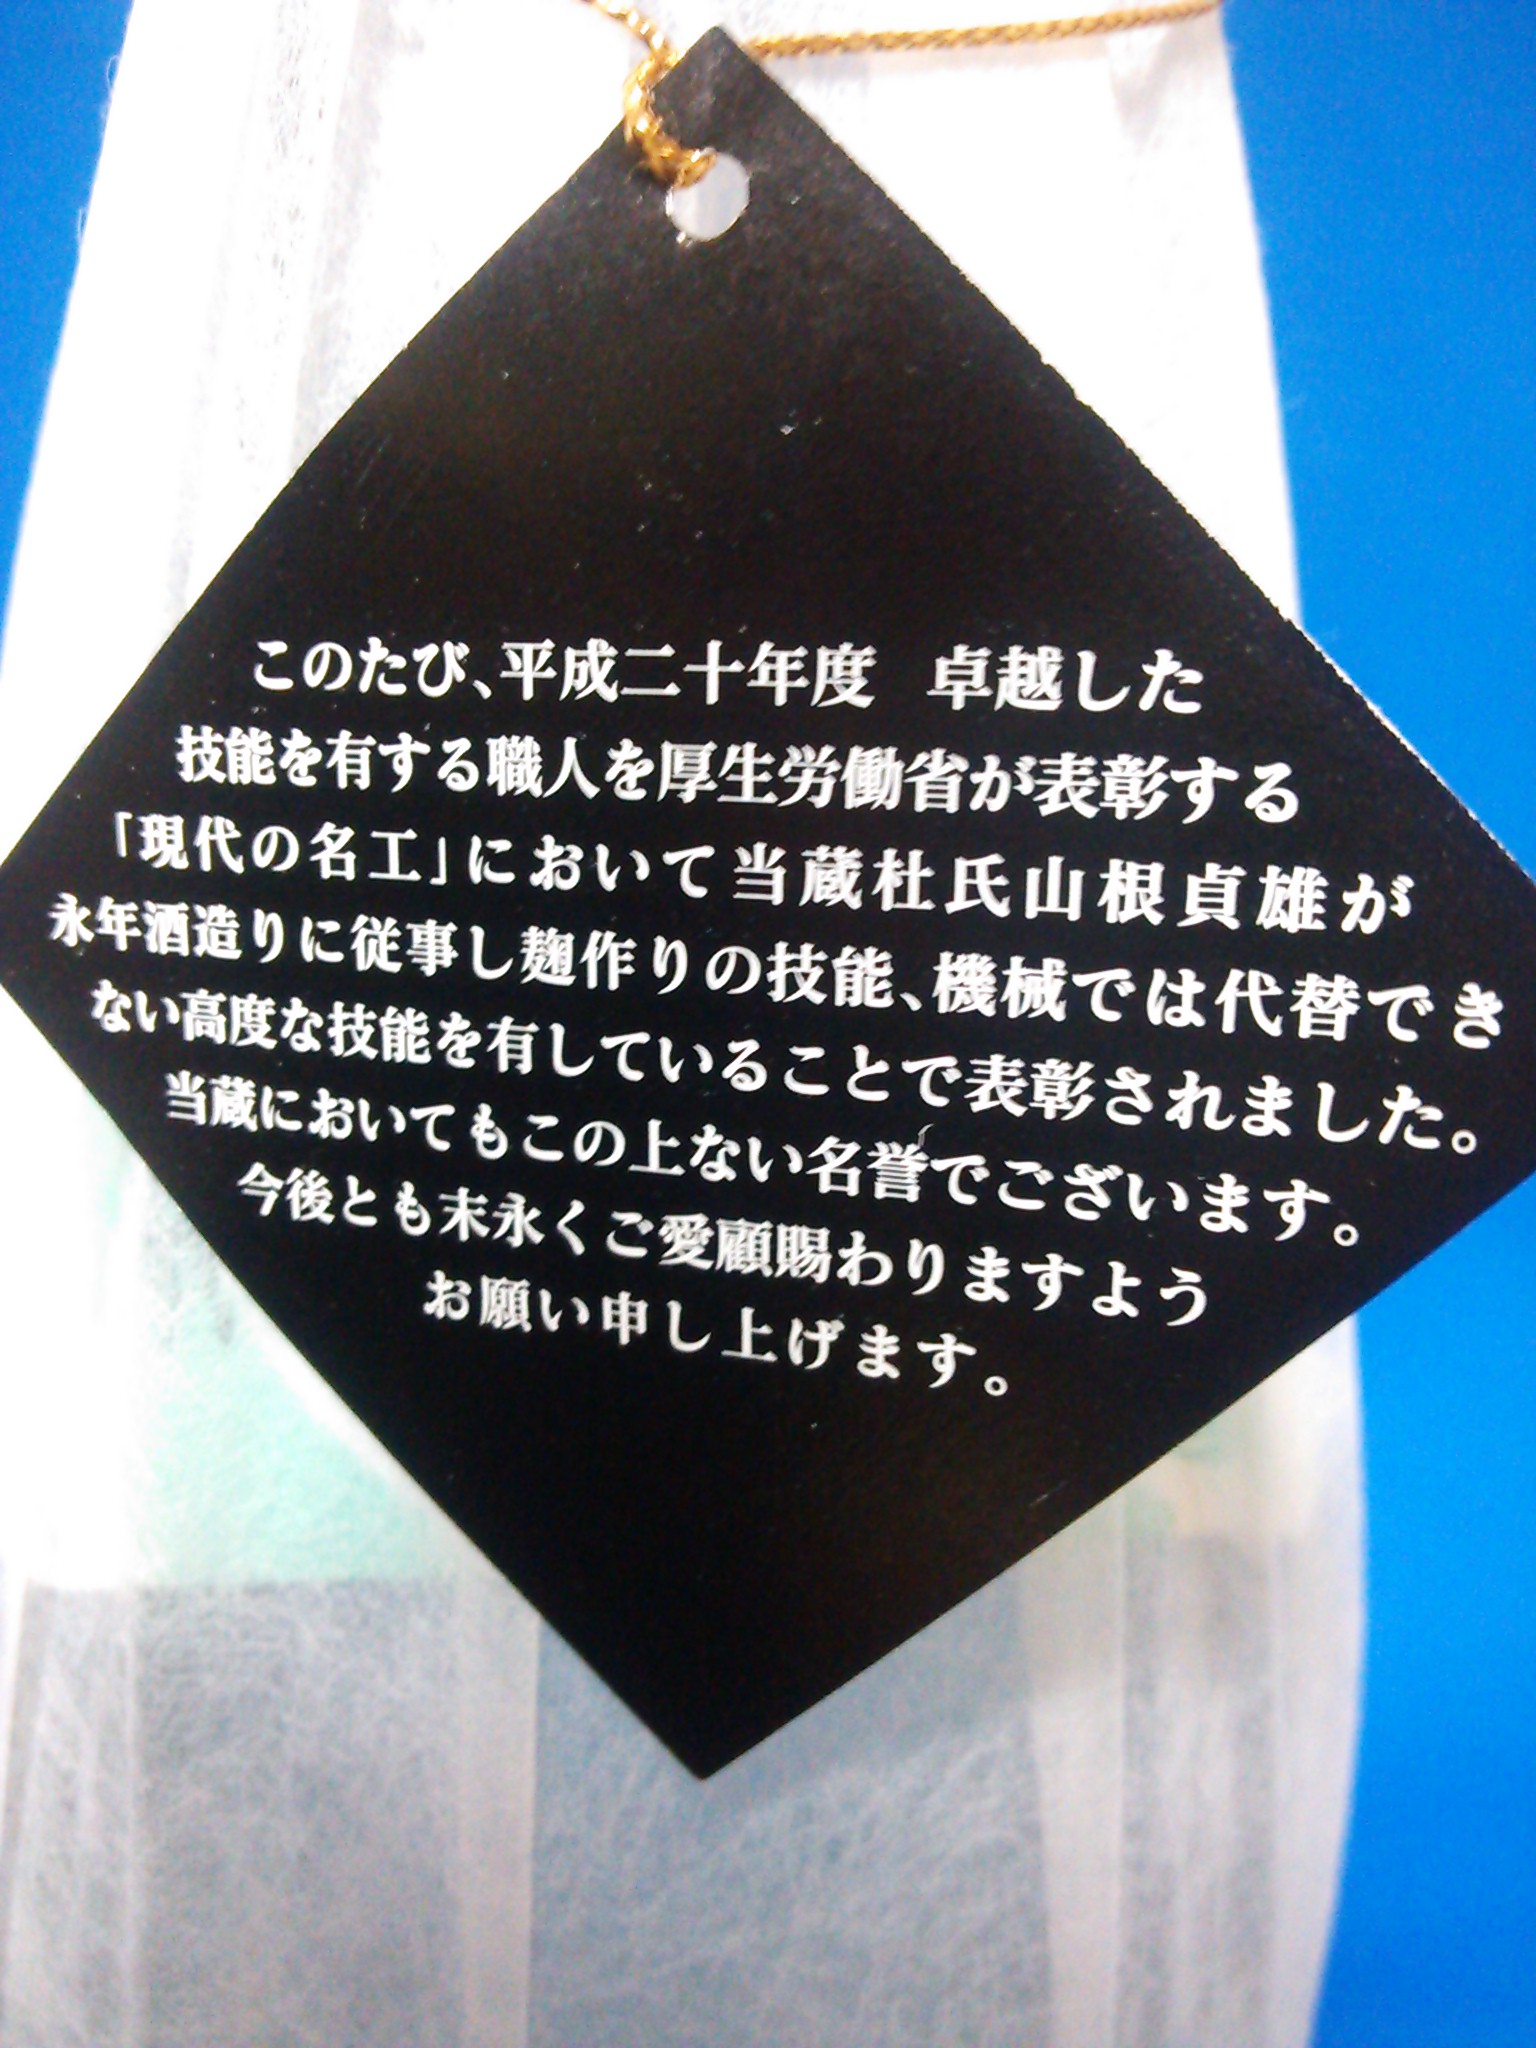 このたび、平成二十年度　卓越した
技能を有する職人を厚生労働省が表彰する
「現代の名工」において当蔵杜氏山根貞雄が
永年酒造りに従事し麹作りの技能、機械では代替でき
ない高度な技能を有していることで表彰されました。
当蔵においてもこの上ない名誉でございます。
今後とも末永くご愛顧賜わりますよう
お願い申し上げます。